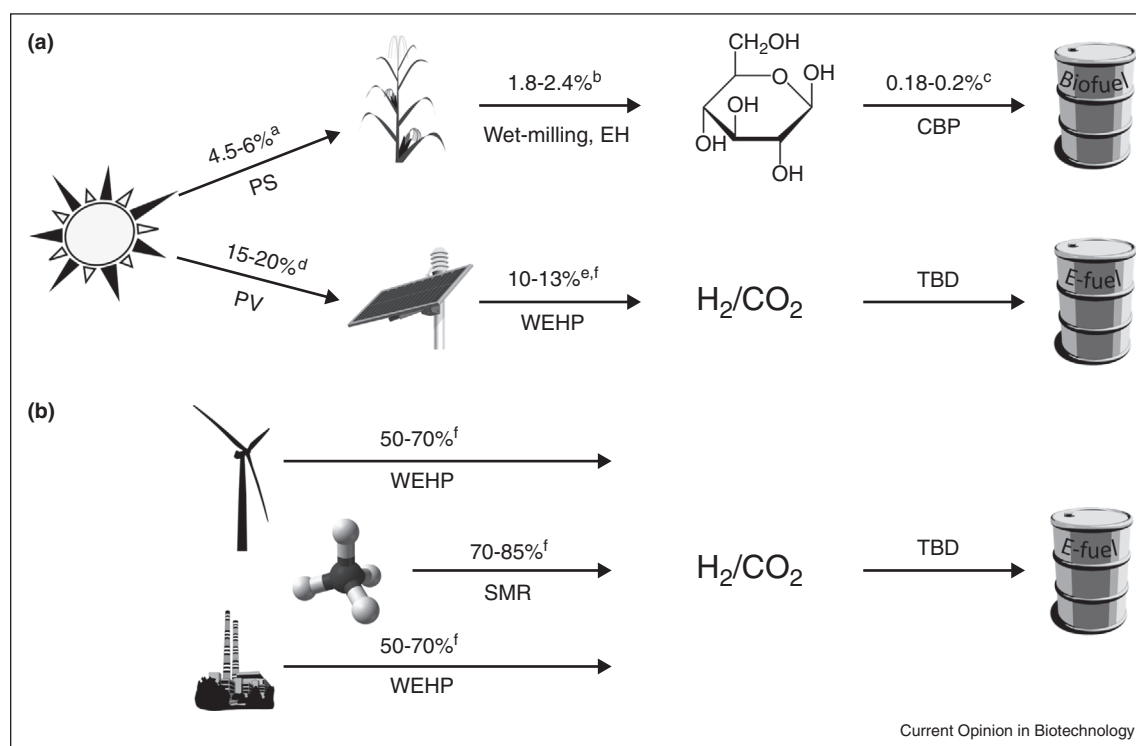 (a)
4.5-6%ᵃ
PS
1.8-2.4%ᵇ
Wet-milling, EH
CH₂OH
O
OH
OH
OH
OH
0.18-0.2%ᶜ
CBP
Biofuel
15-20%ᵈ
PV
10-13%ᵉ,ᶠ
WEHP
H₂/CO₂
TBD
E-fuel
(b)
50-70%ᶠ
WEHP
70-85%ᶠ
SMR
H₂/CO₂
TBD
E-fuel
50-70%ᶠ
WEHP
Current Opinion in Biotechnology